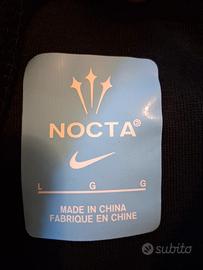 NOCTA
L G G
MADE IN CHINA
FABRIQUE EN CHINE
subito